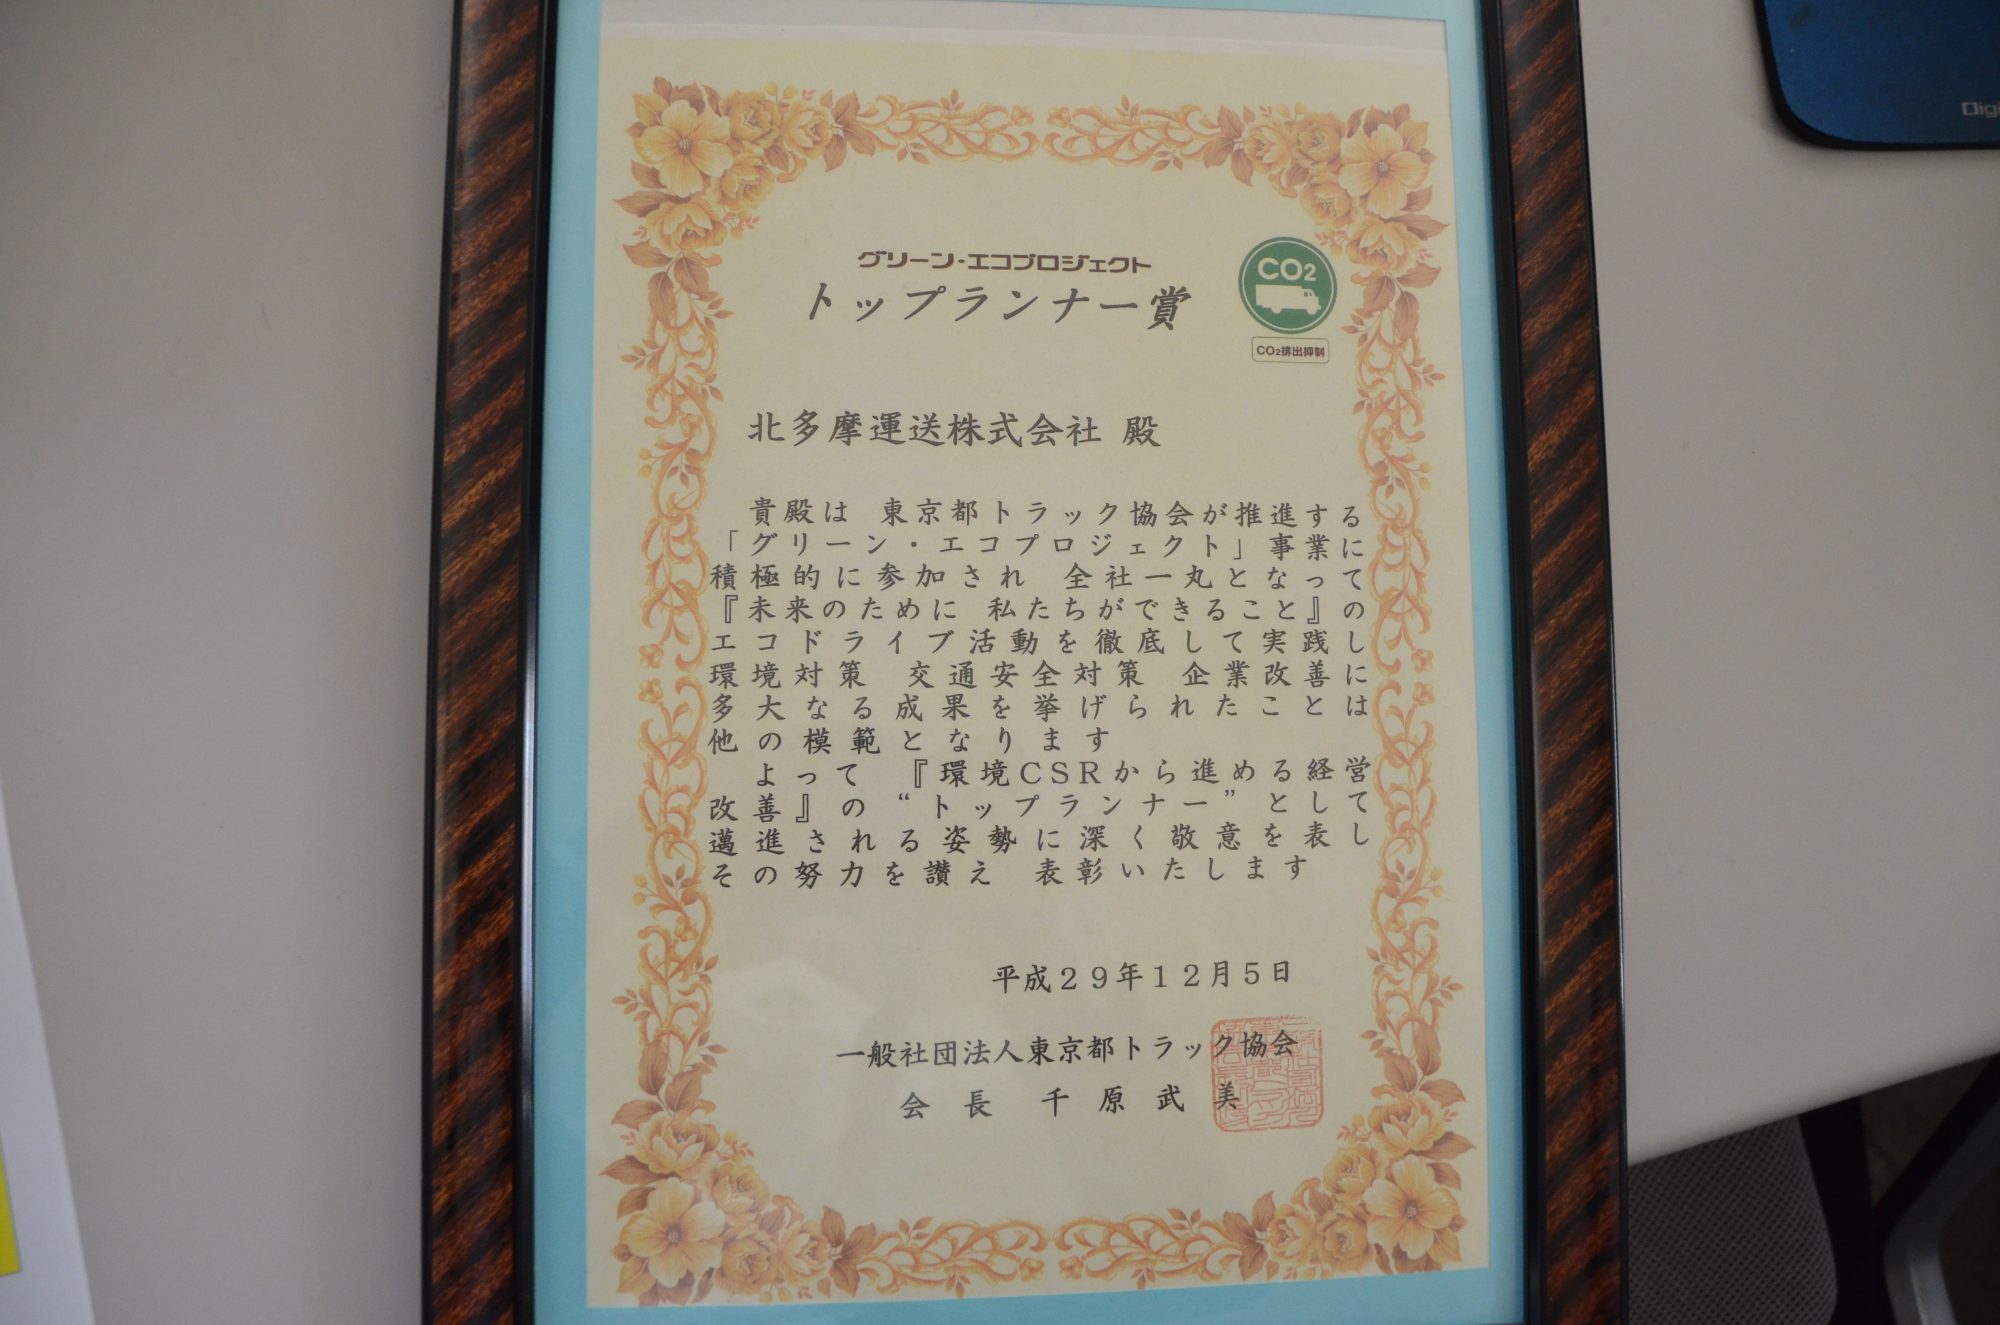 Digi
グリーン・エコプロジェクト
トップランナー賞
CO2
CO2排出抑制
北多摩運送株式会社 殿
貴殿は 東京都トラック協会が推進する
「グリーン・エコプロジェクト」事業に
積極的に参加され 全社一丸となって
『未来のために 私たちができること』の
エコドライブ活動を徹底して実践し
環境対策 交通安全対策 企業改善に
多大なる成果を挙げられたことは
他の模範となります
よって 『環境CSRから進める経営
改善』の“トップランナー”として
邁進される姿勢に深く敬意を表し
その努力を讃え 表彰いたします
平成29年12月5日
一般社団法人東京都トラック協会
会長 千原武美